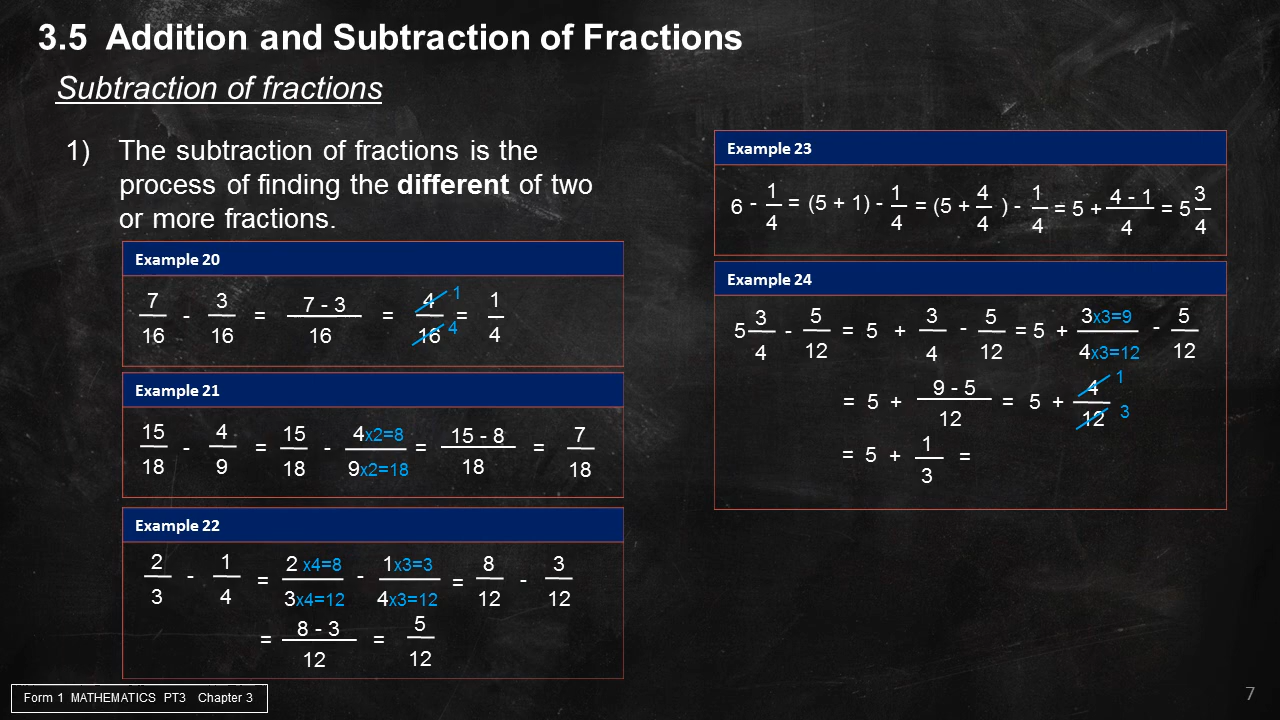 3.5 Addition and Subtraction of Fractions
Subtraction of fractions
1) The subtraction of fractions is the
process of finding the different of two
or more fractions.
Example 20
7/16 - 3/16 = (7 - 3)/16 = 4/16 1 4 = 1/4
Example 21
15/18 - 4/9 = 15/18 - 4x2=8/9x2=18 = (15 - 8)/18 = 7/18
Example 22
2/3 - 1/4 = 2 x4=8/3x4=12 - 1x3=3/4x3=12 = 8/12 - 3/12
= (8 - 3)/12 = 5/12
Example 23
6 - 1/4 = (5 + 1) - 1/4 = (5 + 4/4 ) - 1/4 = 5 + (4 - 1)/4 = 5 3/4
Example 24
5 3/4 - 5/12 = 5 + 3/4 - 5/12 = 5 + 3x3=9/4x3=12 - 5/12
= 5 + (9 - 5)/12 = 5 + 4/12 1 3
= 5 + 1/3 =
Form 1 MATHEMATICS PT3 Chapter 3
7